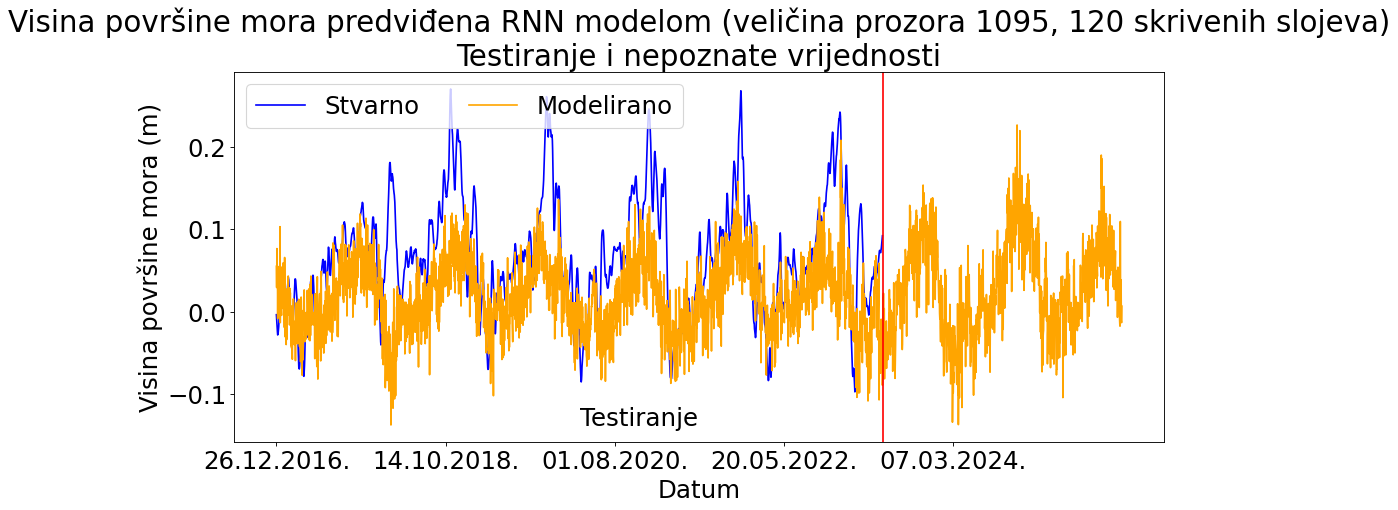 Visina površine mora predviđena RNN modelom (veličina prozora 1095, 120 skrivenih slojeva)
Testiranje i nepoznate vrijednosti
Stvarno Modelirano
Visina površine mora (m)
0.2
0.1
0.0
−0.1
Testiranje
26.12.2016. 14.10.2018. 01.08.2020. 20.05.2022. 07.03.2024.
Datum